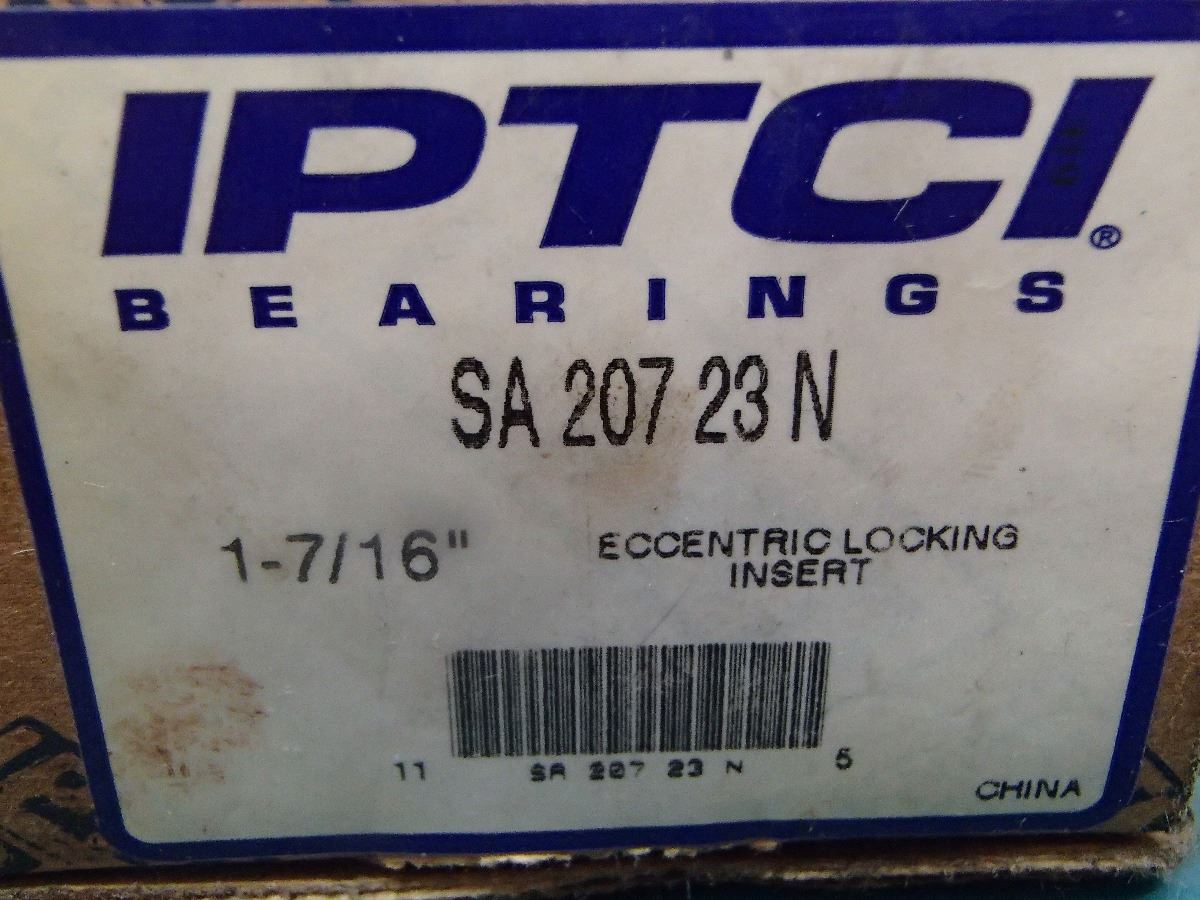 IPTCI®
BEARINGS
SA 207 23 N
1-7/16" ECCENTRIC LOCKING
INSERT
11 SA 207 23 N 5
CHINA